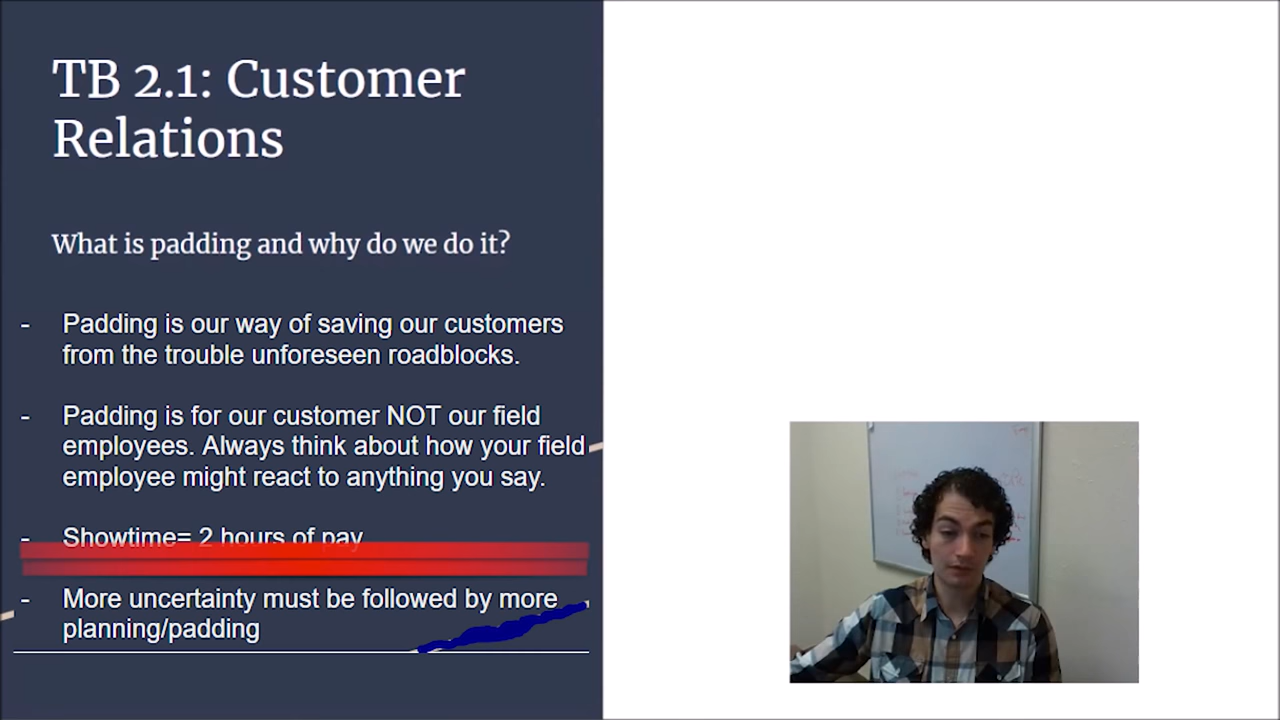 TB 2.1: Customer
Relations
What is padding and why do we do it?
- Padding is our way of saving our customers
from the trouble unforeseen roadblocks.
- Padding is for our customer NOT our field
employees. Always think about how your field
employee might react to anything you say.
- Showtime= 2 hours of pay
- More uncertainty must be followed by more
planning/padding